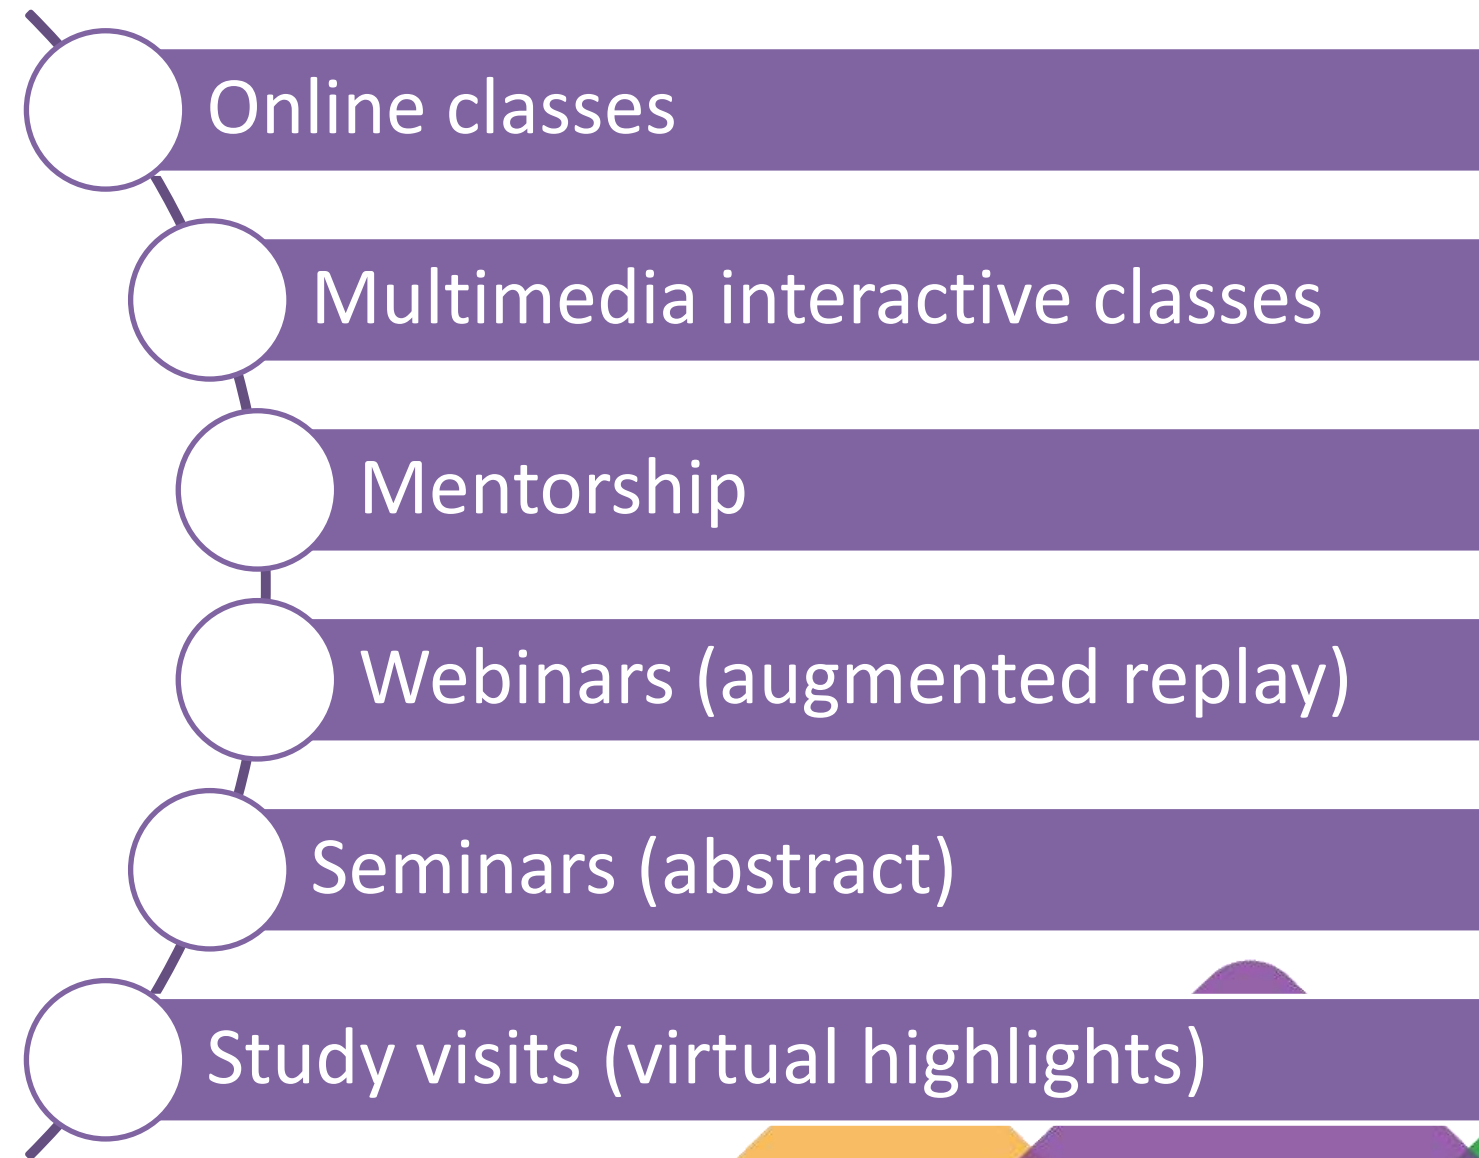 Online classes
Multimedia interactive classes
Mentorship
Webinars (augmented replay)
Seminars (abstract)
Study visits (virtual highlights)